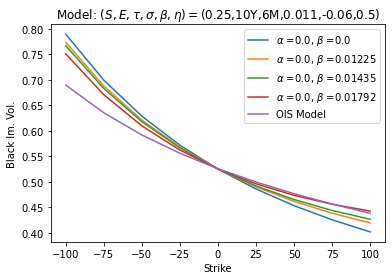 Model: (S, E, τ, σ, β, η) = (0.25,10Y,6M,0.011,-0.06,0.5)
Black Im. Vol.
0.80
0.75
0.70
0.65
0.60
0.55
0.50
0.45
0.40
α =0.0, β =0.0
α =0.0, β =0.01225
α =0.0, β =0.01435
α =0.0, β =0.01792
OIS Model
−100 −75 −50 −25 0 25 50 75 100
Strike